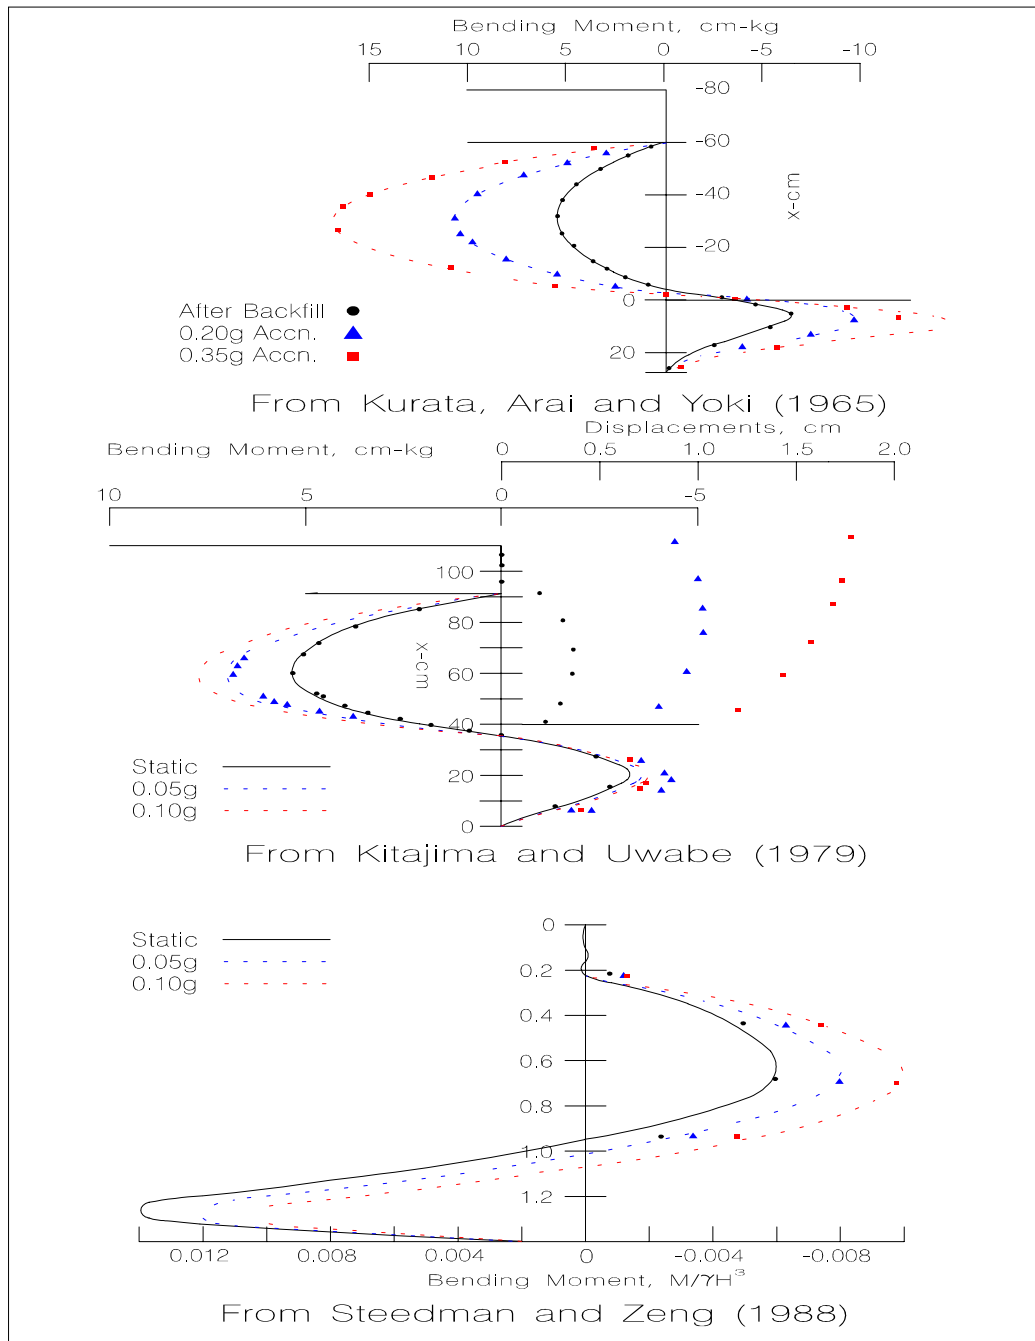 Bending Moment, cm-kg
15 10 5 0 -5 -10
-80
-60
-40
x-cm
-20
0
20
After Backfill
0.20g Accn.
0.35g Accn.
From Kurata, Arai and Yoki (1965)
Displacements, cm
Bending Moment, cm-kg
0 0.5 1.0 1.5 2.0
10 5 0 -5
100
80
x-cm
60
40
20
0
Static
0.05g
0.10g
From Kitajima and Uwabe (1979)
0
Static
0.05g
0.10g
0.2
0.4
0.6
0.8
1.0
1.2
0.012 0.008 0.004 0 -0.004 -0.008
Bending Moment, M/γH³
From Steedman and Zeng (1988)